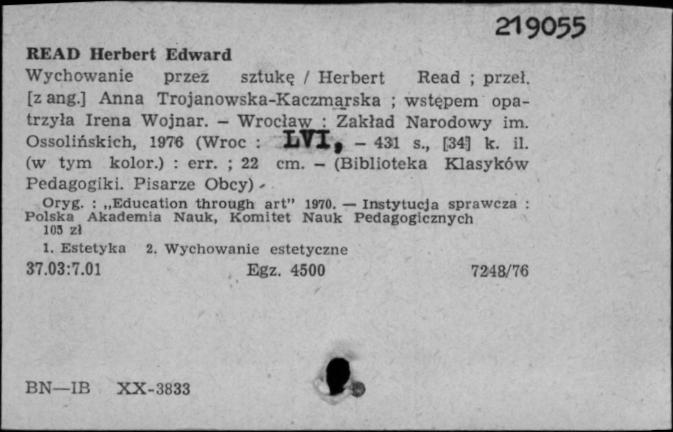 219055
READ Herbert Edward
Wychowanie przez sztukę / Herbert Read ; przeł.
[z ang.] Anna Trojanowska-Kaczmarska ; wstępem opa-
trzyła Irena Wojnar. — Wrocław : Zakład Narodowy im.
Ossolińskich, 1976 (Wroc : LVI, — 431 s., [34] k. il.
(w tym kolor.) : err. ; 22 cm. — (Biblioteka Klasyków
Pedagogiki. Pisarze Obcy) -
Oryg. : „Education through art" 1970. — Instytucja sprawcza :
Polska Akademia Nauk, Komitet Nauk Pedagogicznych
105 zł
1. Estetyka 2. Wychowanie estetyczne
37.03:7.01 Egz. 4500 7248/76
BN—IB XX-3833